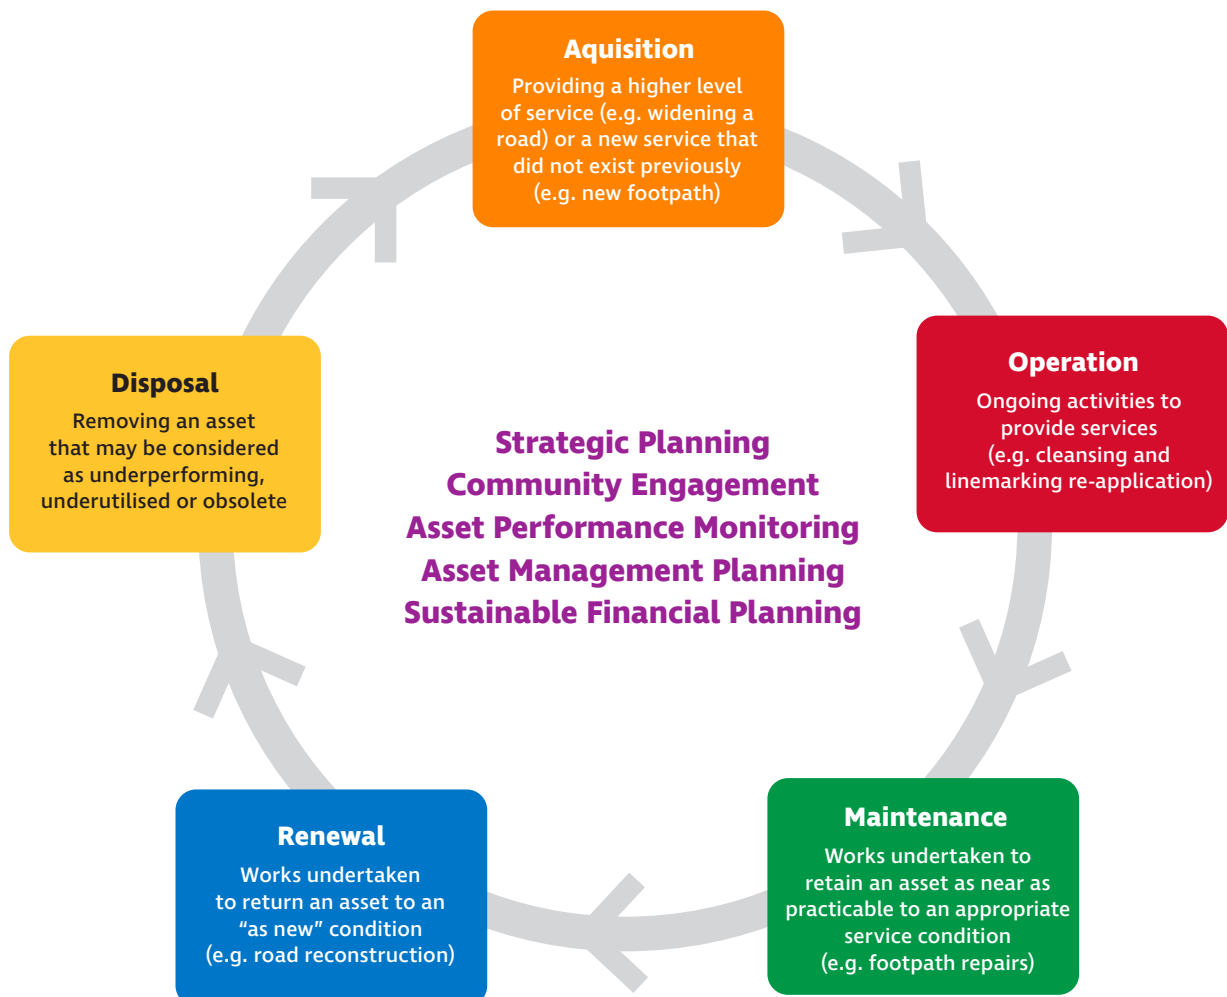 Aquisition
Providing a higher level
of service (e.g. widening a
road) or a new service that
did not exist previously
(e.g. new footpath)
Operation
Ongoing activities to
provide services
(e.g. cleansing and
linemarking re-application)
Maintenance
Works undertaken to
retain an asset as near as
practicable to an appropriate
service condition
(e.g. footpath repairs)
Renewal
Works undertaken
to return an asset to an
“as new” condition
(e.g. road reconstruction)
Disposal
Removing an asset
that may be considered
as underperforming,
underutilised or obsolete
Strategic Planning
Community Engagement
Asset Performance Monitoring
Asset Management Planning
Sustainable Financial Planning